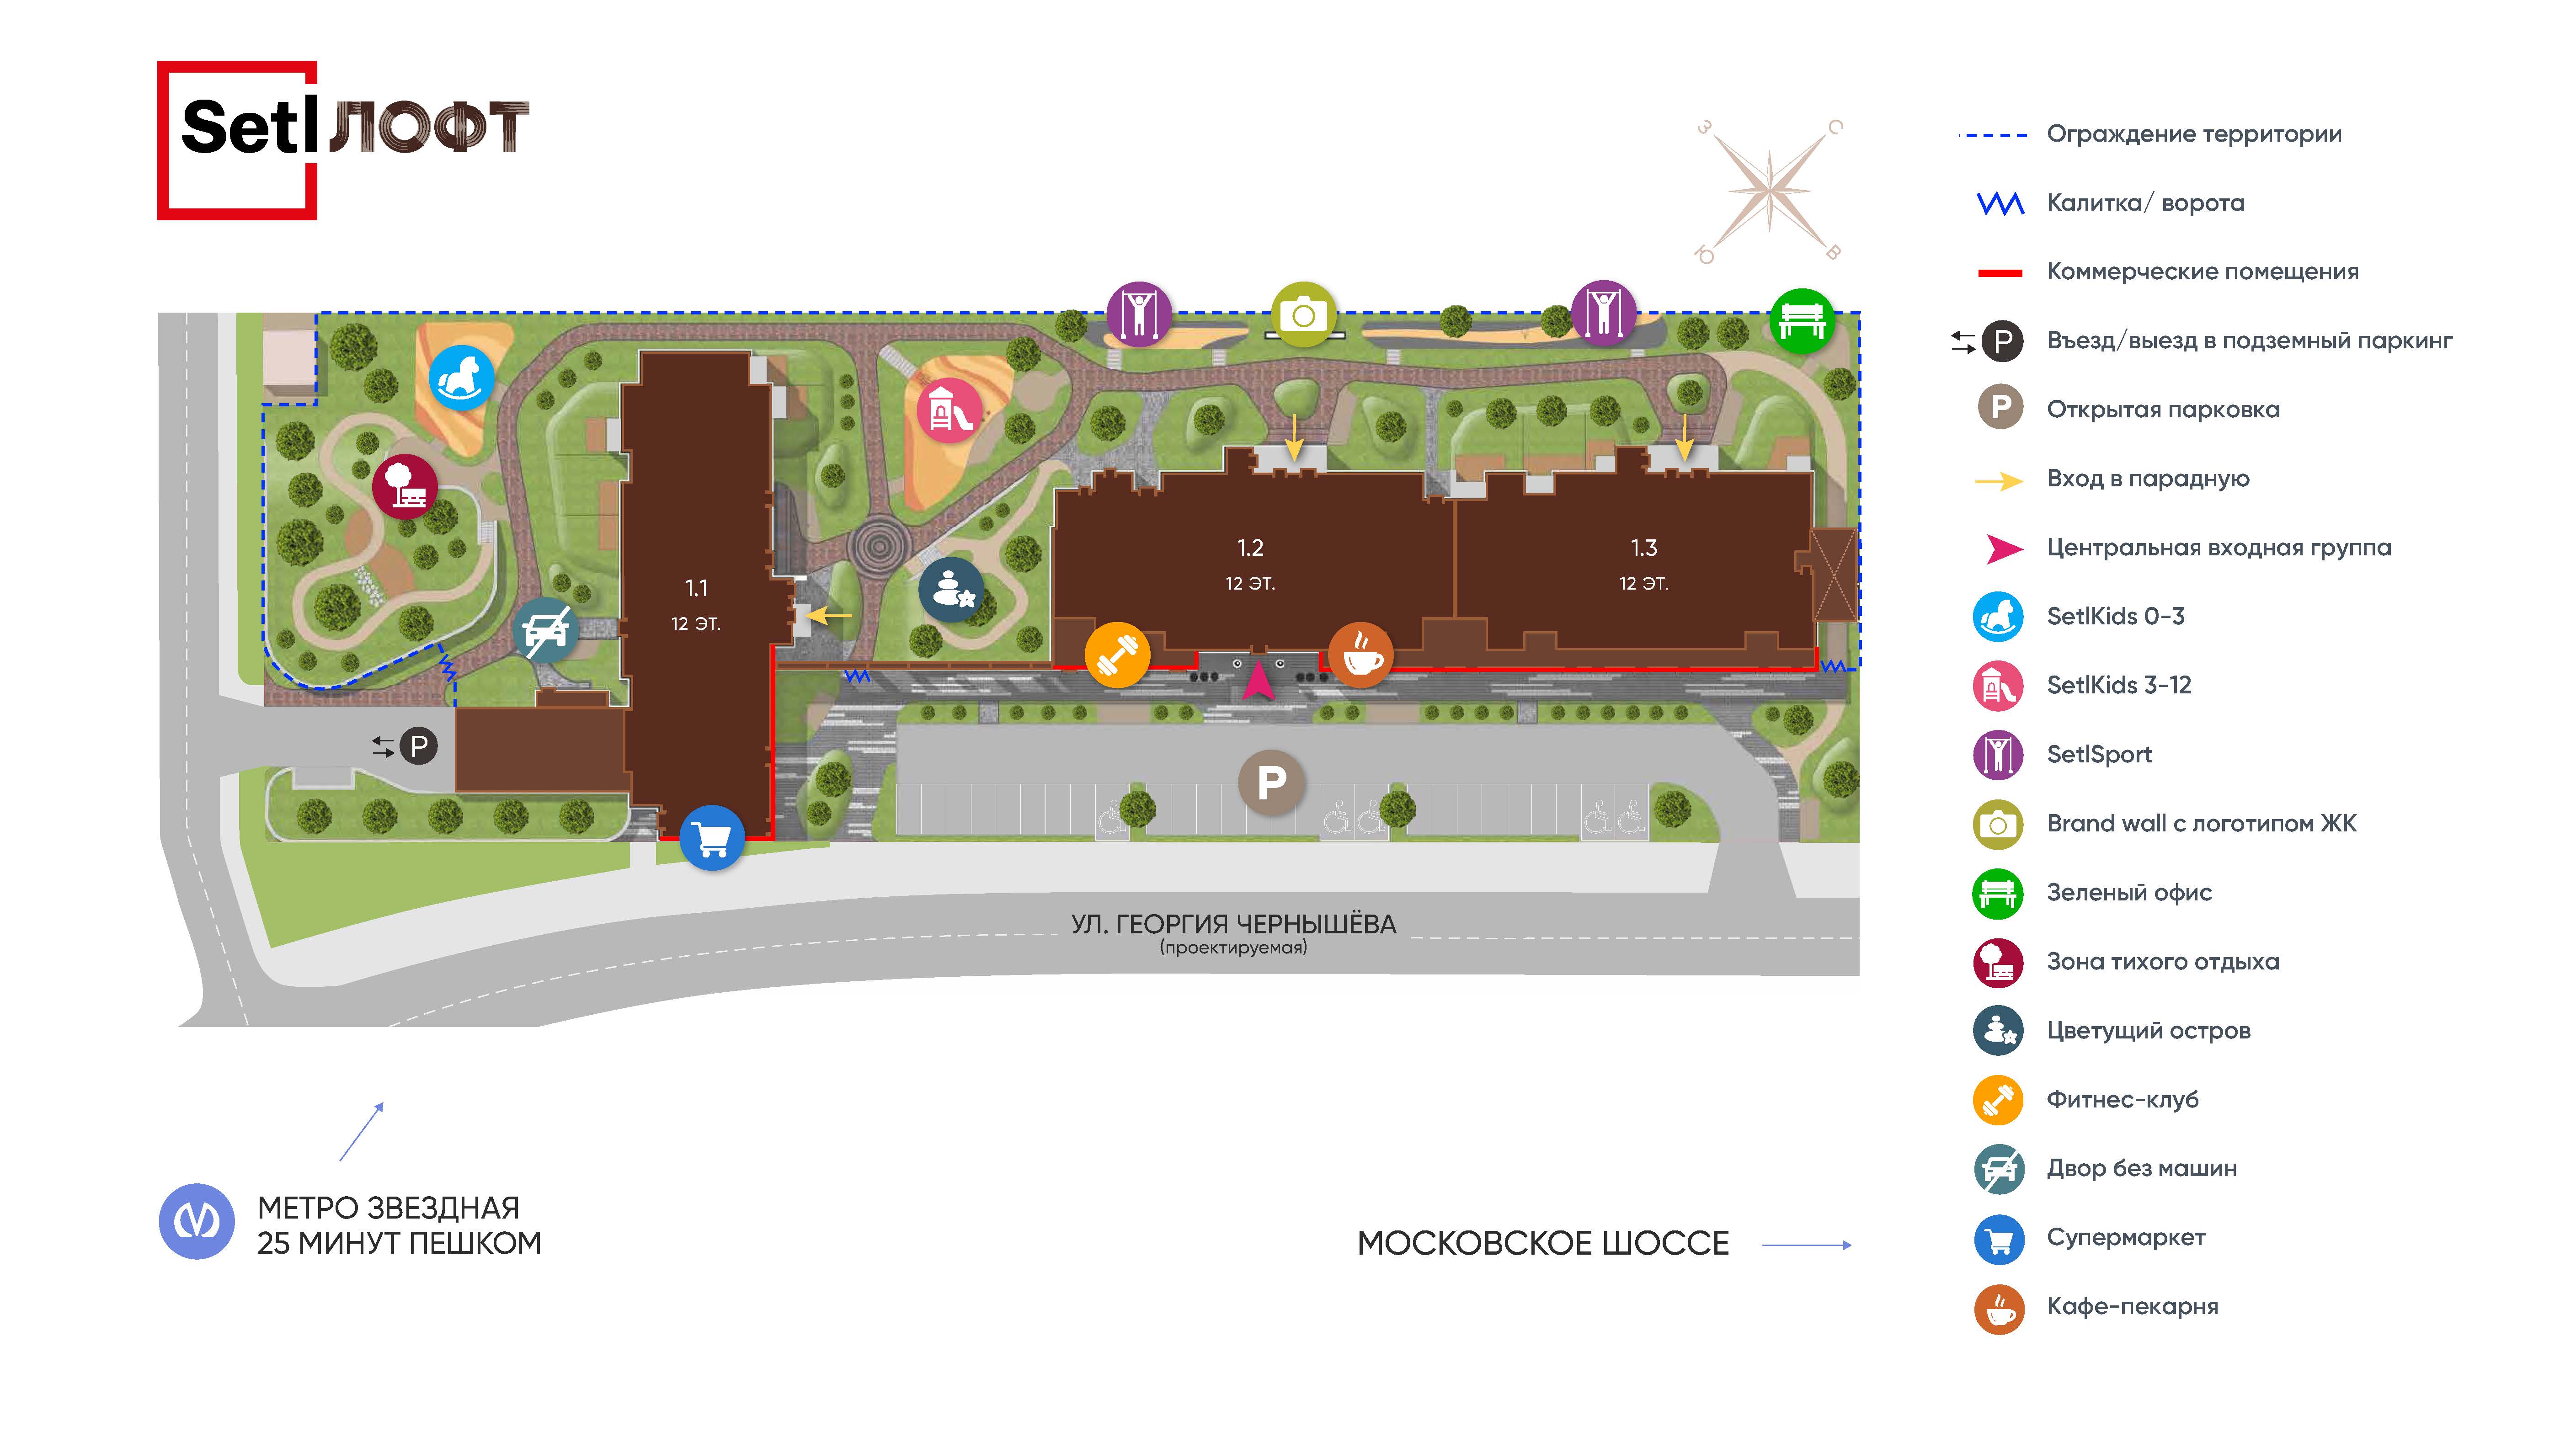 Setl ЛОФТ
З
С
Ю
В
Ограждение территории
Калитка/ ворота
Коммерческие помещения
P
Въезд/выезд в подземный паркинг
P
Открытая парковка
Вход в парадную
Центральная входная группа
SetlKids 0-3
SetlKids 3-12
SetlSport
Brand wall с логотипом ЖК
Зеленый офис
Зона тихого отдыха
Цветущий остров
Фитнес-клуб
Двор без машин
Супермаркет
Кафе-пекарня
1.1
12 ЭТ.
1.2
12 ЭТ.
1.3
12 ЭТ.
P
P
УЛ. ГЕОРГИЯ ЧЕРНЫШЁВА
(проектируемая)
МЕТРО ЗВЕЗДНАЯ
25 МИНУТ ПЕШКОМ
МОСКОВСКОЕ ШОССЕ